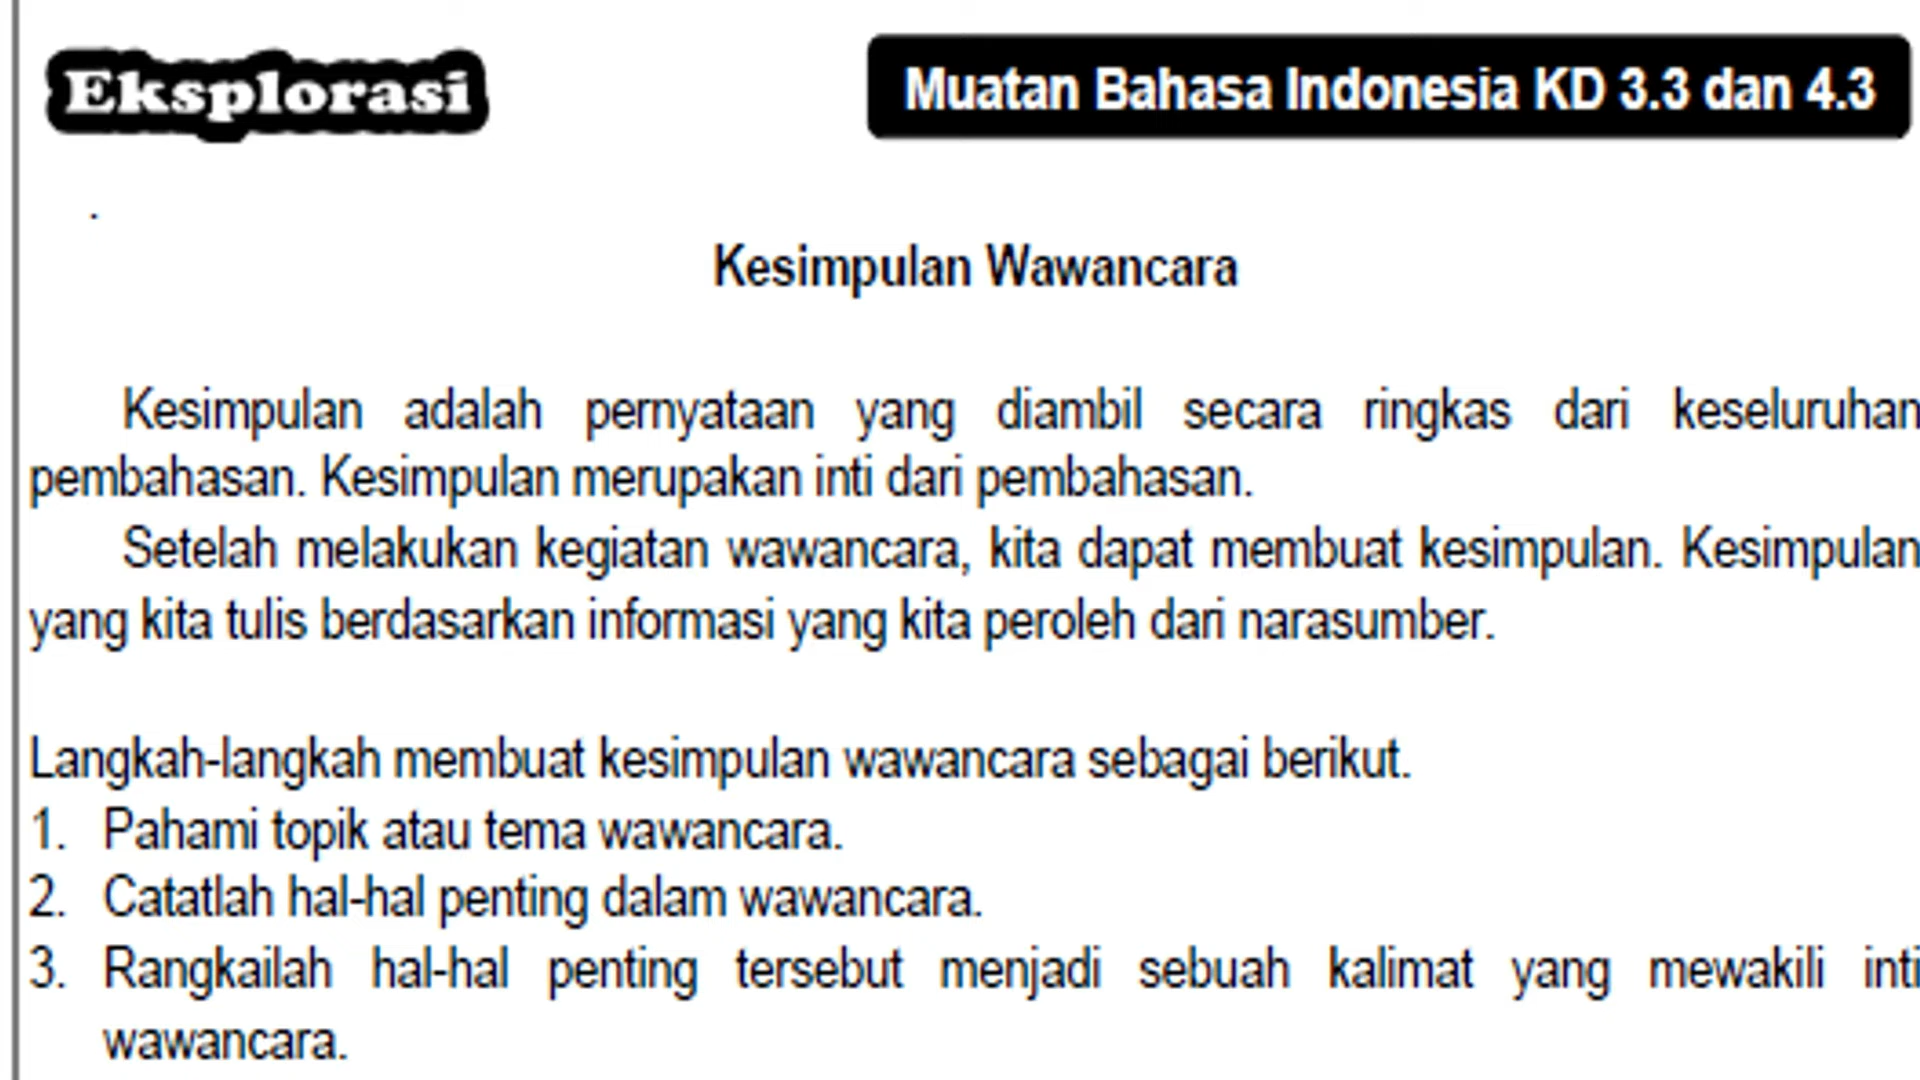 Eksplorasi
Muatan Bahasa Indonesia KD 3.3 dan 4.3
Kesimpulan Wawancara
Kesimpulan adalah pernyataan yang diambil secara ringkas dari keseluruhan
pembahasan. Kesimpulan merupakan inti dari pembahasan.
Setelah melakukan kegiatan wawancara, kita dapat membuat kesimpulan. Kesimpulan
yang kita tulis berdasarkan informasi yang kita peroleh dari narasumber.
Langkah-langkah membuat kesimpulan wawancara sebagai berikut.
1. Pahami topik atau tema wawancara.
2. Catatlah hal-hal penting dalam wawancara.
3. Rangkailah hal-hal penting tersebut menjadi sebuah kalimat yang mewakili inti
wawancara.